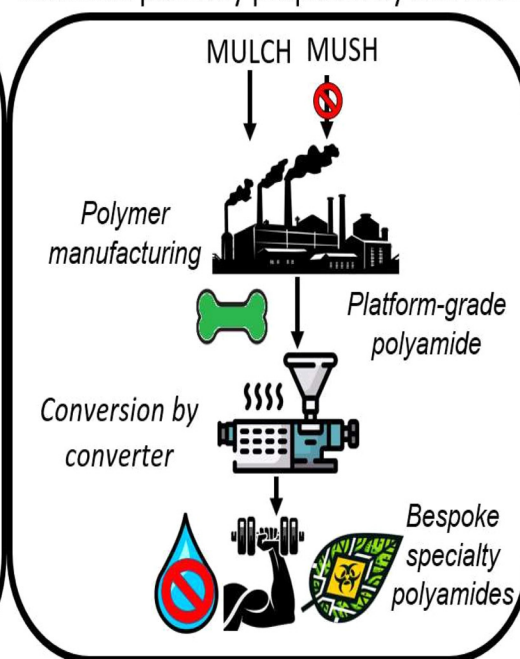 MULCH MUSH
Polymer
manufacturing
Platform-grade
polyamide
Conversion by
converter
Bespoke
specialty
polyamides